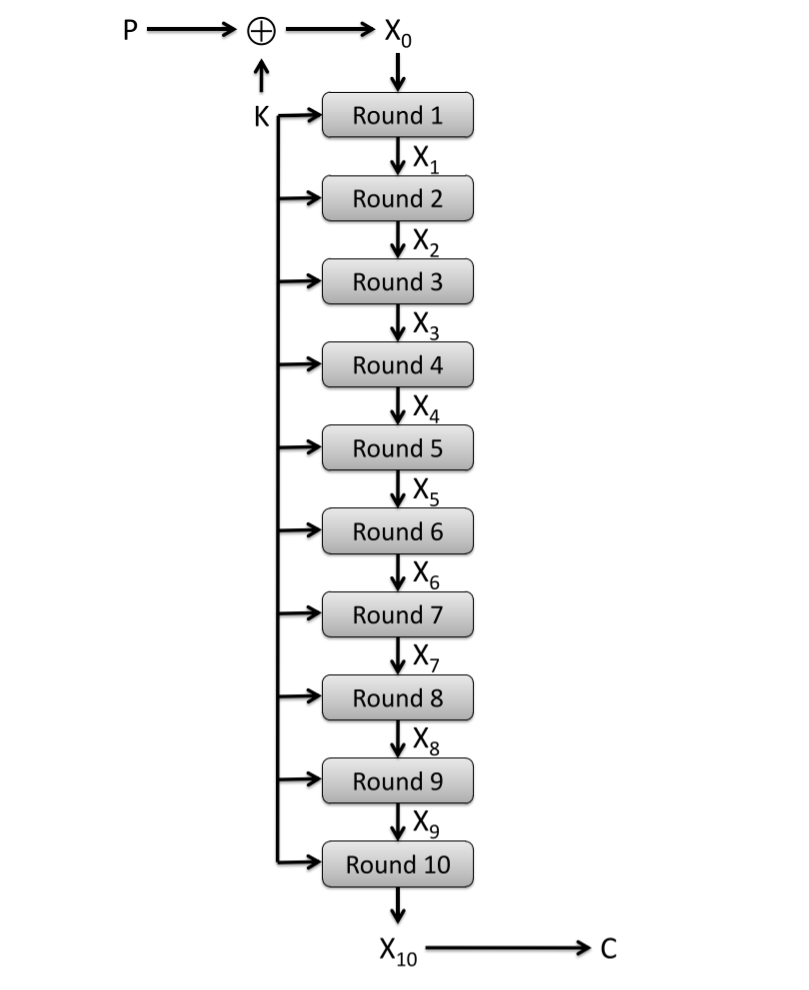 P ⊕ X₀
K
Round 1
X₁
Round 2
X₂
Round 3
X₃
Round 4
X₄
Round 5
X₅
Round 6
X₆
Round 7
X₇
Round 8
X₈
Round 9
X₉
Round 10
X₁₀ C